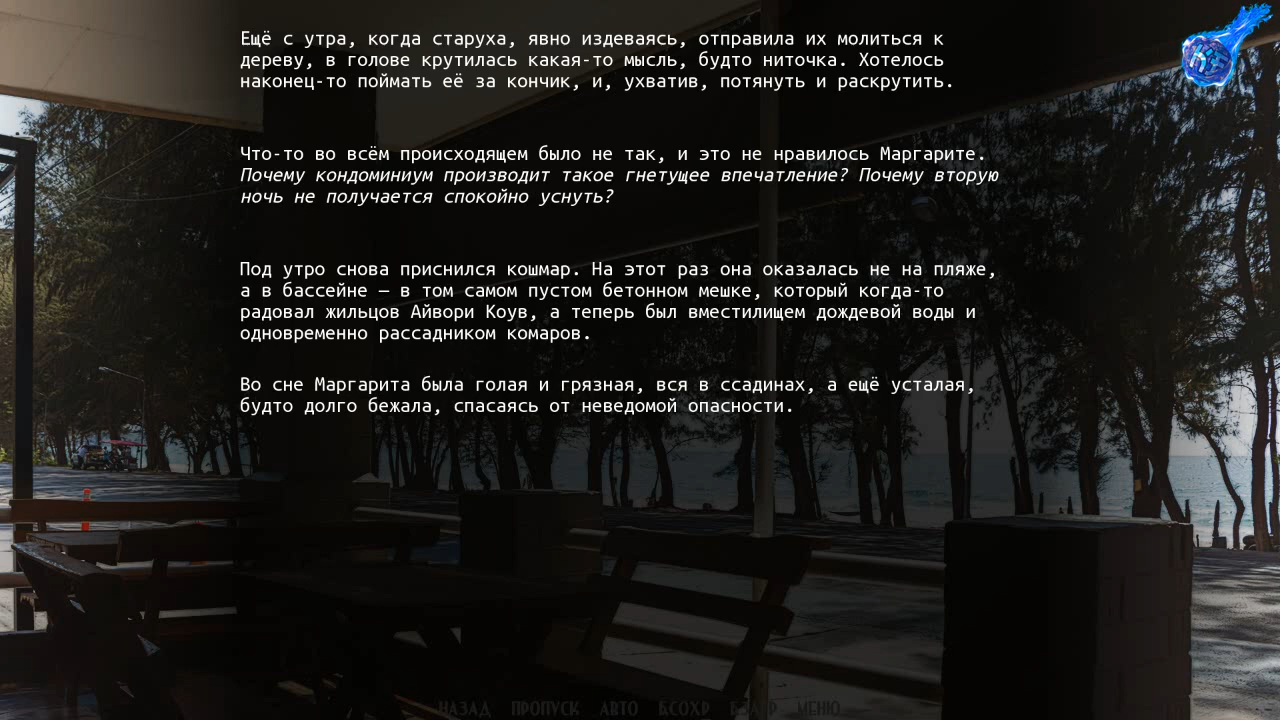 Ещё с утра, когда старуха, явно издеваясь, отправила их молиться к
дереву, в голове крутилась какая-то мысль, будто ниточка. Хотелось
наконец-то поймать её за кончик, и, ухватив, потянуть и раскрутить.
Что-то во всём происходящем было не так, и это не нравилось Маргарите.
Почему кондоминиум производит такое гнетущее впечатление? Почему вторую
ночь не получается спокойно уснуть?
Под утро снова приснился кошмар. На этот раз она оказалась не на пляже,
а в бассейне — в том самом пустом бетонном мешке, который когда-то
радовал жильцов Айвори Коув, а теперь был вместилищем дождевой воды и
одновременно рассадником комаров.
Во сне Маргарита была голая и грязная, вся в ссадинах, а ещё усталая,
будто долго бежала, спасаясь от неведомой опасности.
НАЗАД ПРОПУСК АВТО БСОХР БЗАГР МЕНЮ